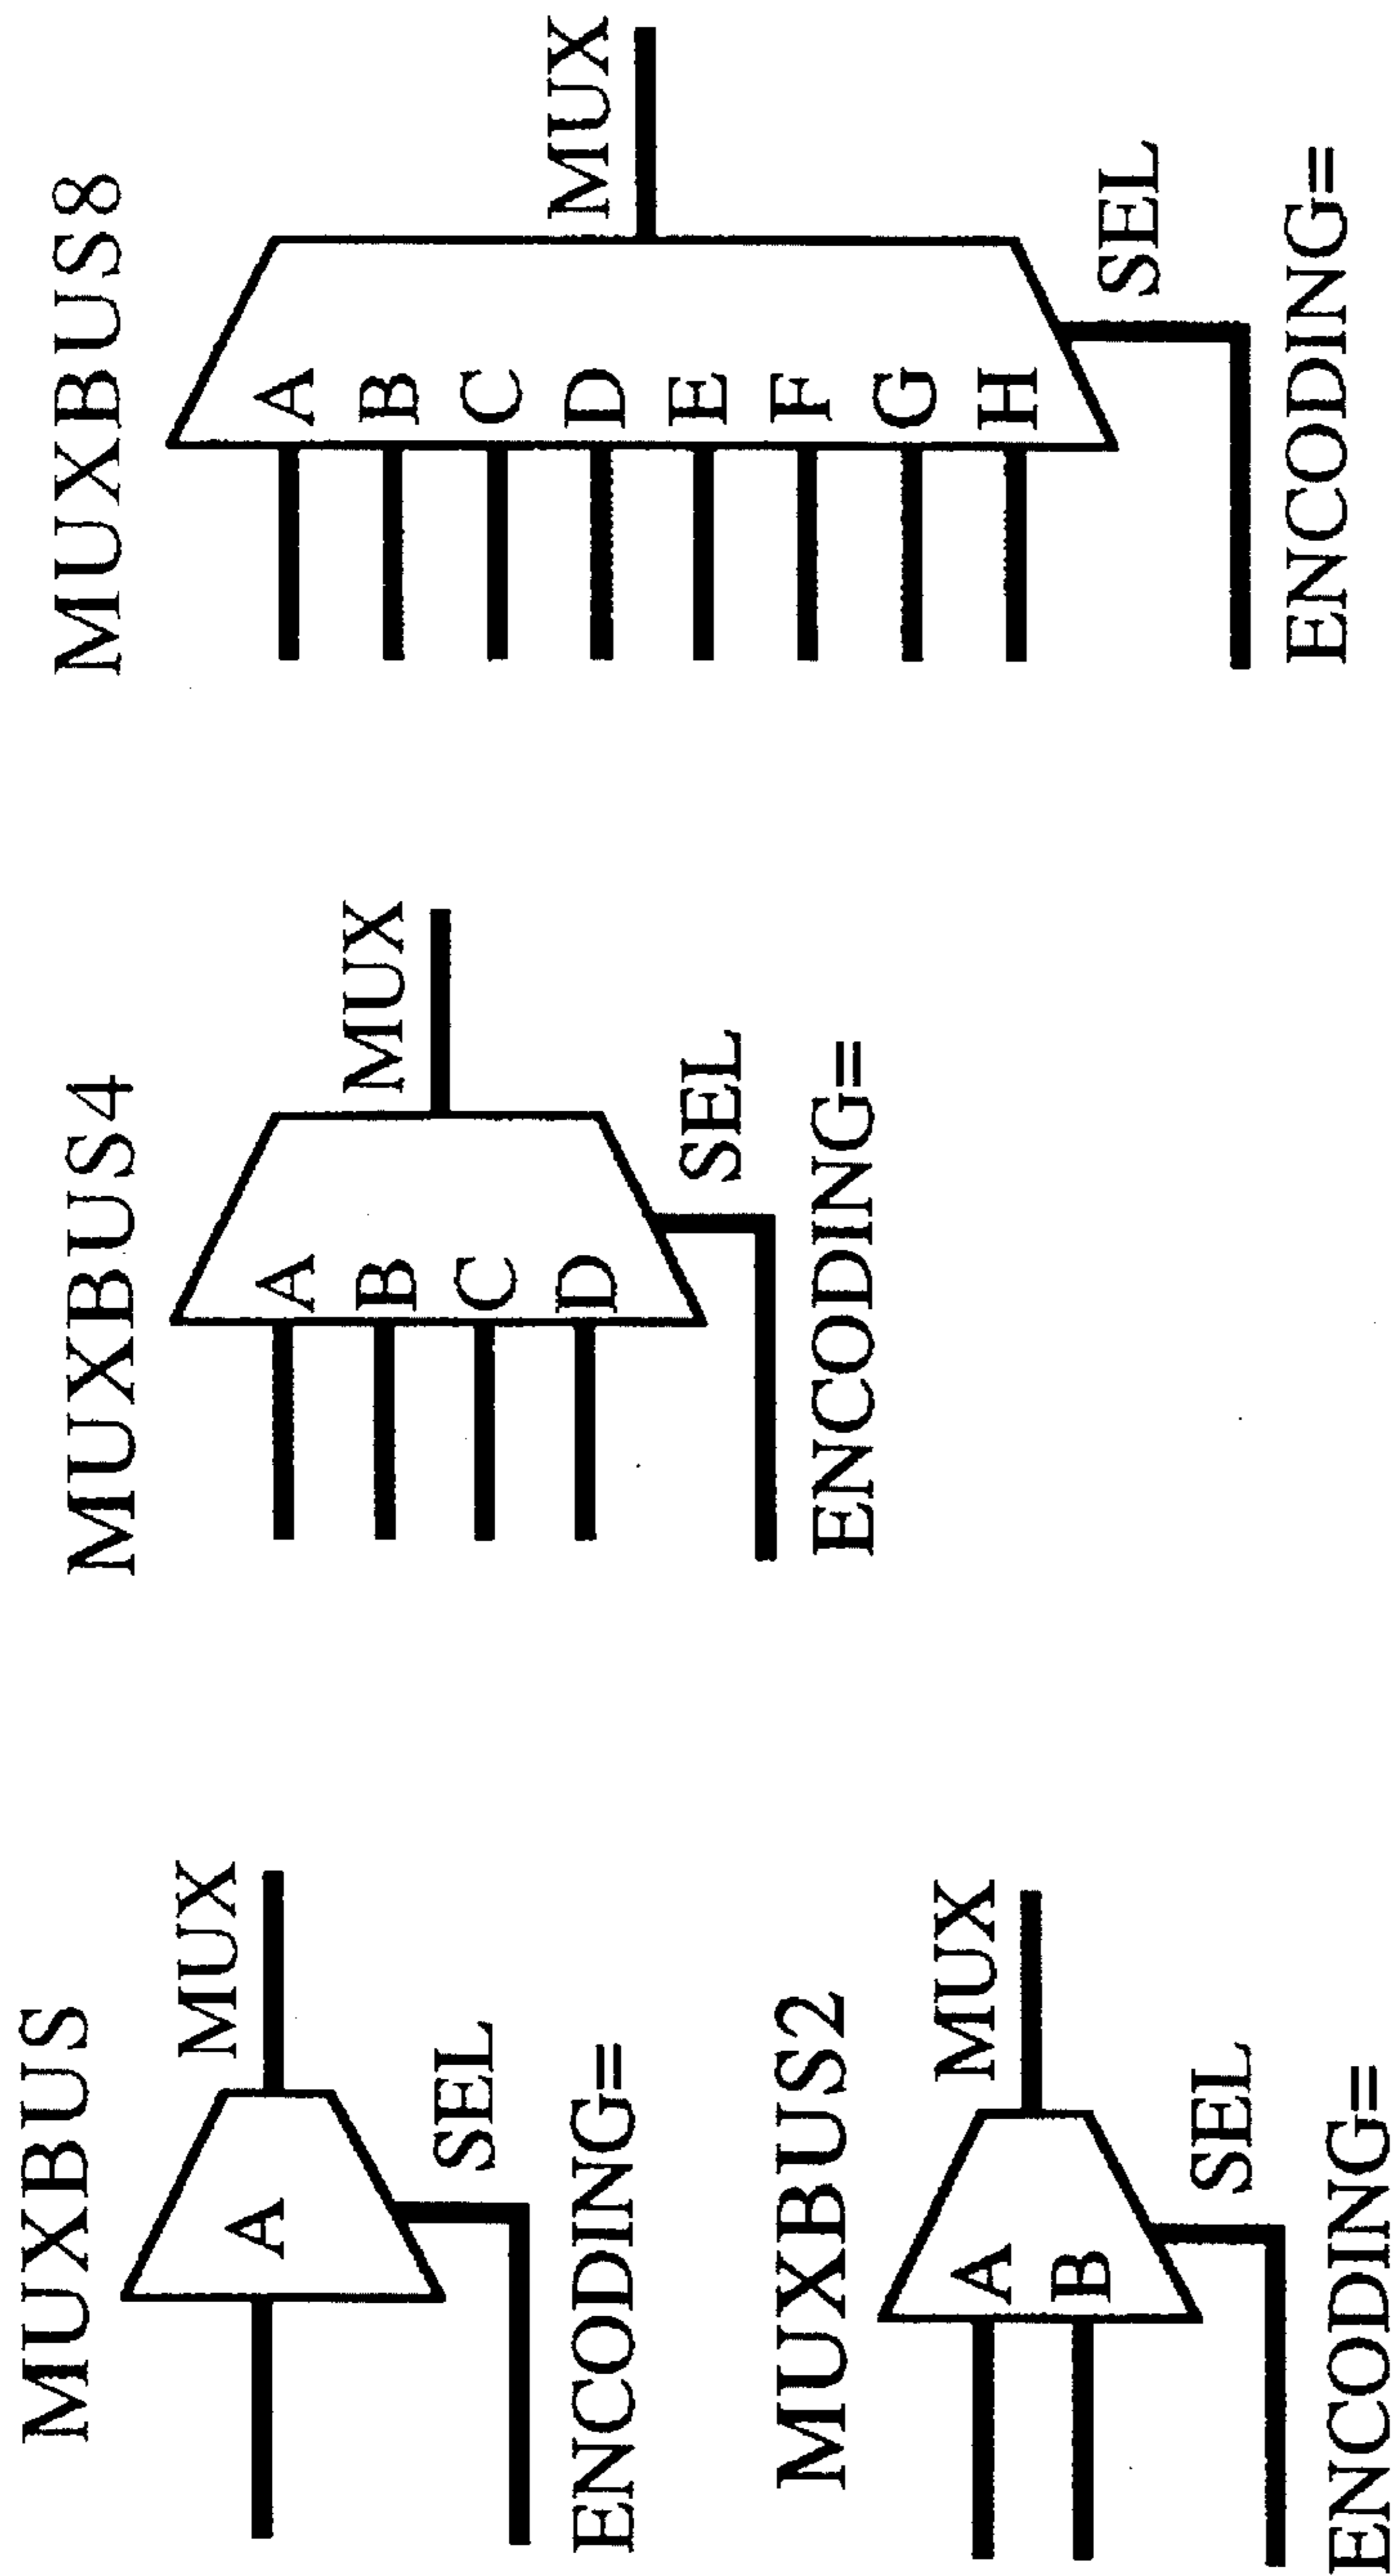 MUXBUS
MUX
A
SEL
ENCODING=
MUXBUS2
MUX
A
B
SEL
ENCODING=
MUXBUS4
MUX
A
B
C
D
SEL
ENCODING=
MUXBUS8
MUX
A
B
C
D
E
F
G
H
SEL
ENCODING=